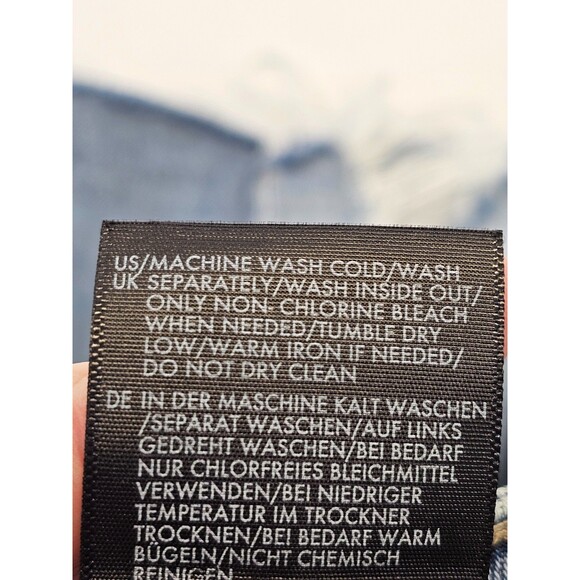 US/MACHINE WASH COLD/WASH
UK SEPARATELY/WASH INSIDE OUT/
ONLY NON-CHLORINE BLEACH
WHEN NEEDED/TUMBLE DRY
LOW/WARM IRON IF NEEDED/
DO NOT DRY CLEAN
DE IN DER MASCHINE KALT WASCHEN
/SEPARAT WASCHEN/AUF LINKS
GEDREHT WASCHEN/BEI BEDARF
NUR CHLORFREIES BLEICHMITTEL
VERWENDEN/BEI NIEDRIGER
TEMPERATUR IM TROCKNER
TROCKNEN/BEI BEDARF WARM
BÜGELN/NICHT CHEMISCH
REINIGEN